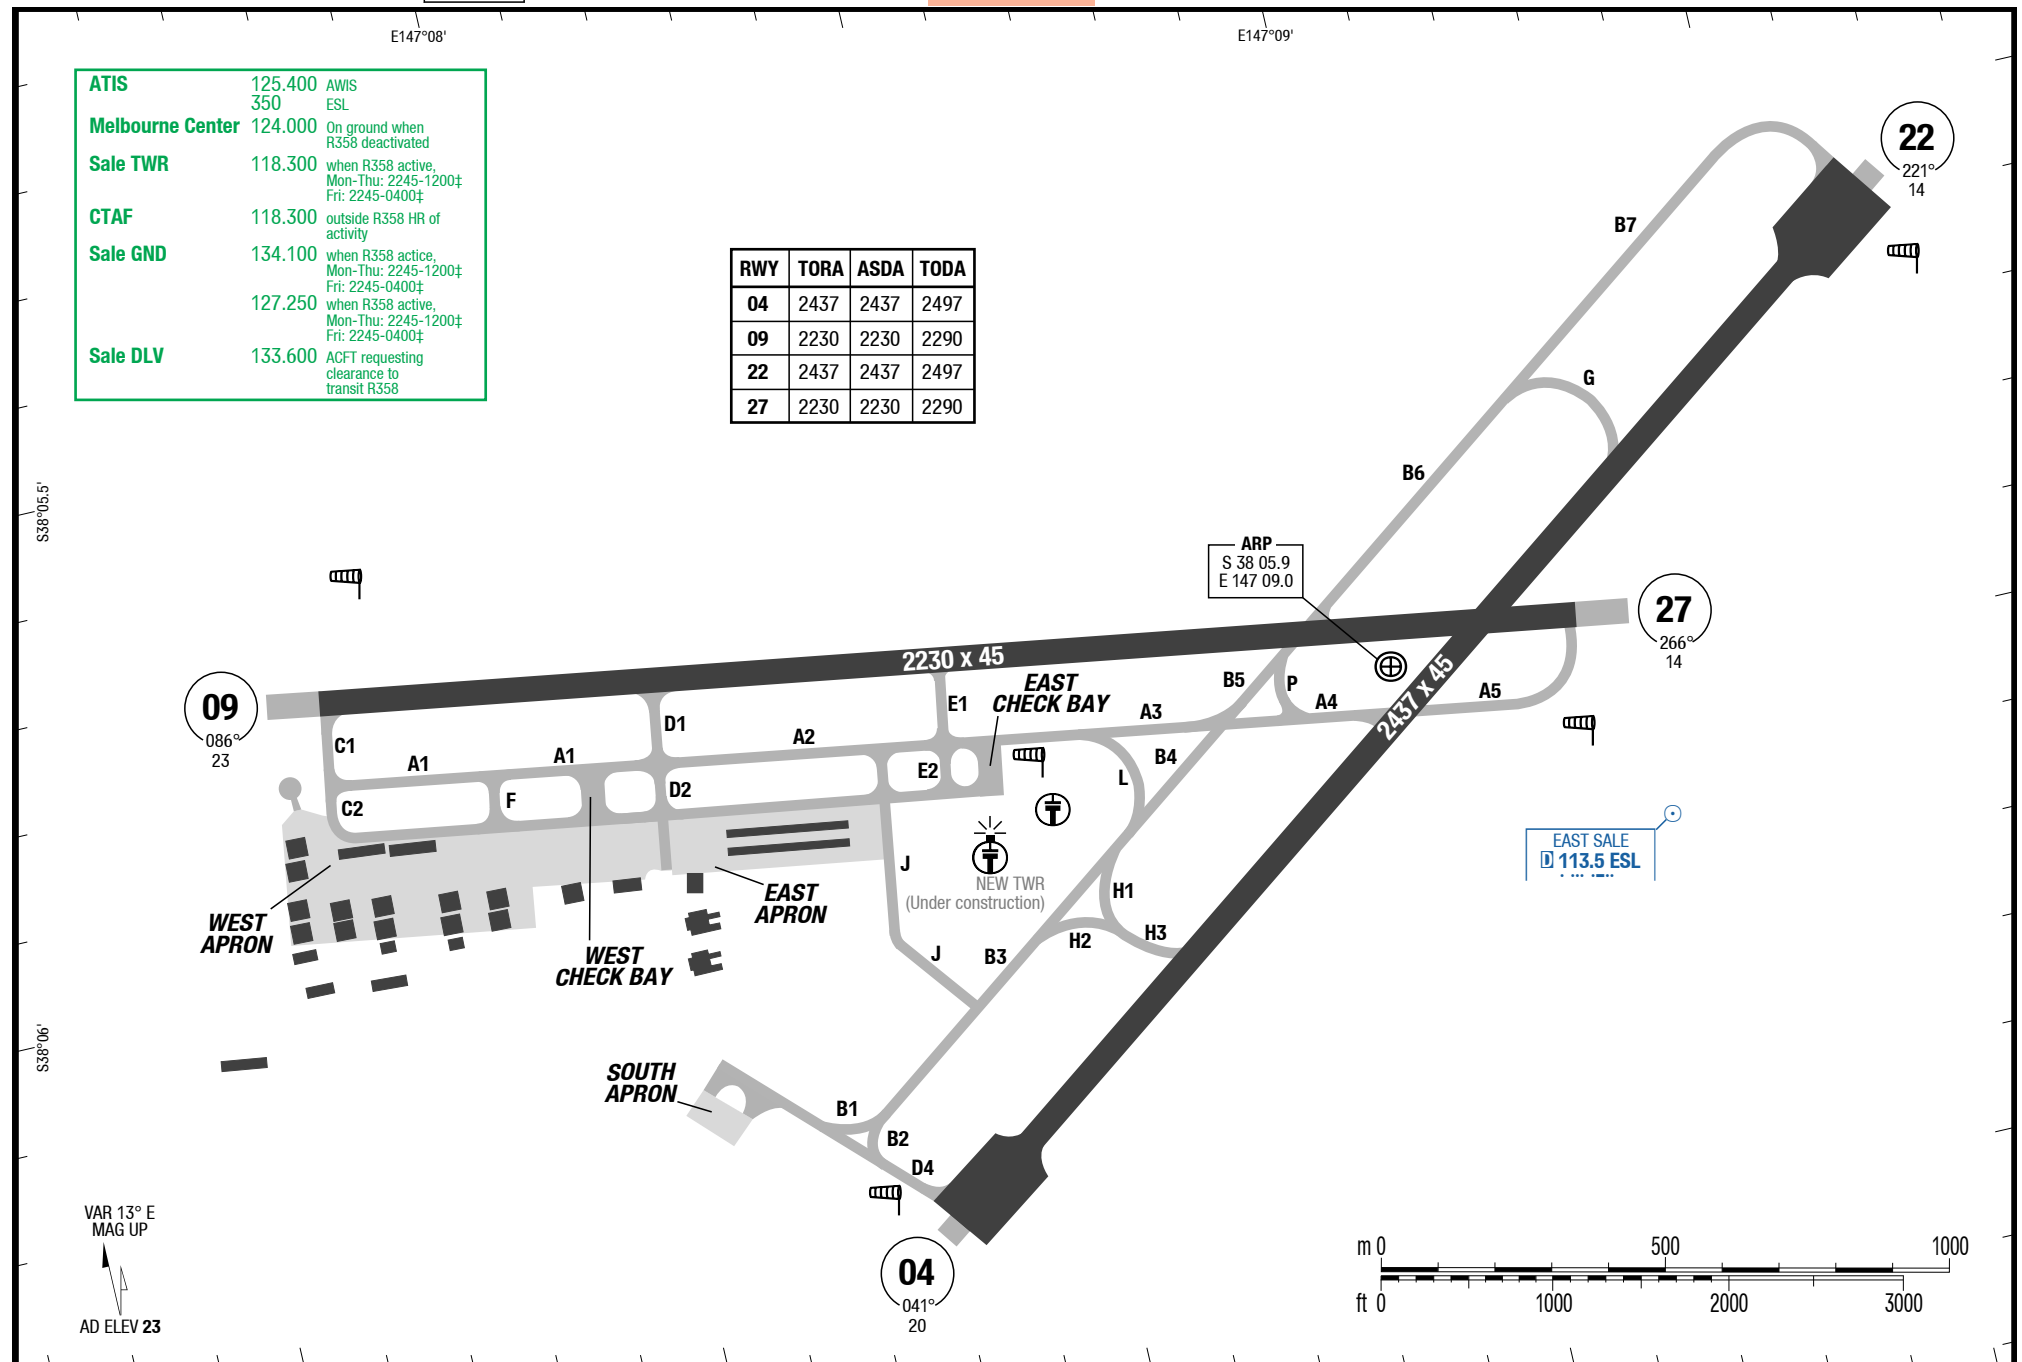 E147°08'
E147°09'
ATIS 125.400 AWIS
350 ESL
Melbourne Center 124.000 On ground when
R358 deactivated
Sale TWR 118.300 when R358 active,
Mon-Thu: 2245-1200‡
Fri: 2245-0400‡
CTAF 118.300 outside R358 HR of
activity
Sale GND 134.100 when R358 actice,
Mon-Thu: 2245-1200‡
Fri: 2245-0400‡
127.250 when R358 active,
Mon-Thu: 2245-1200‡
Fri: 2245-0400‡
Sale DLV 133.600 ACFT requesting
clearance to
transit R358
RWY TORA ASDA TODA
04 2437 2437 2497
09 2230 2230 2290
22 2437 2437 2497
27 2230 2230 2290
22
221°
14
B7
G
B6
S38°05.5'
ARP
S 38 05.9
E 147 09.0
27
266°
14
2230 x 45
09
086°
23
EAST
CHECK BAY
B5
P
A5
A4
A3
E1
D1
A2
C1
A1
A1
2437 x 45
B4
L
E2
D2
F
C2
EAST SALE
D 113.5 ESL
J
NEW TWR
(Under construction)
H1
EAST
APRON
WEST
APRON
H3
H2
J
B3
WEST
CHECK BAY
S38°06'
SOUTH
APRON
B1
B2
D4
VAR 13° E
MAG UP
AD ELEV 23
04
041°
20
m 0 500 1000
ft 0 1000 2000 3000